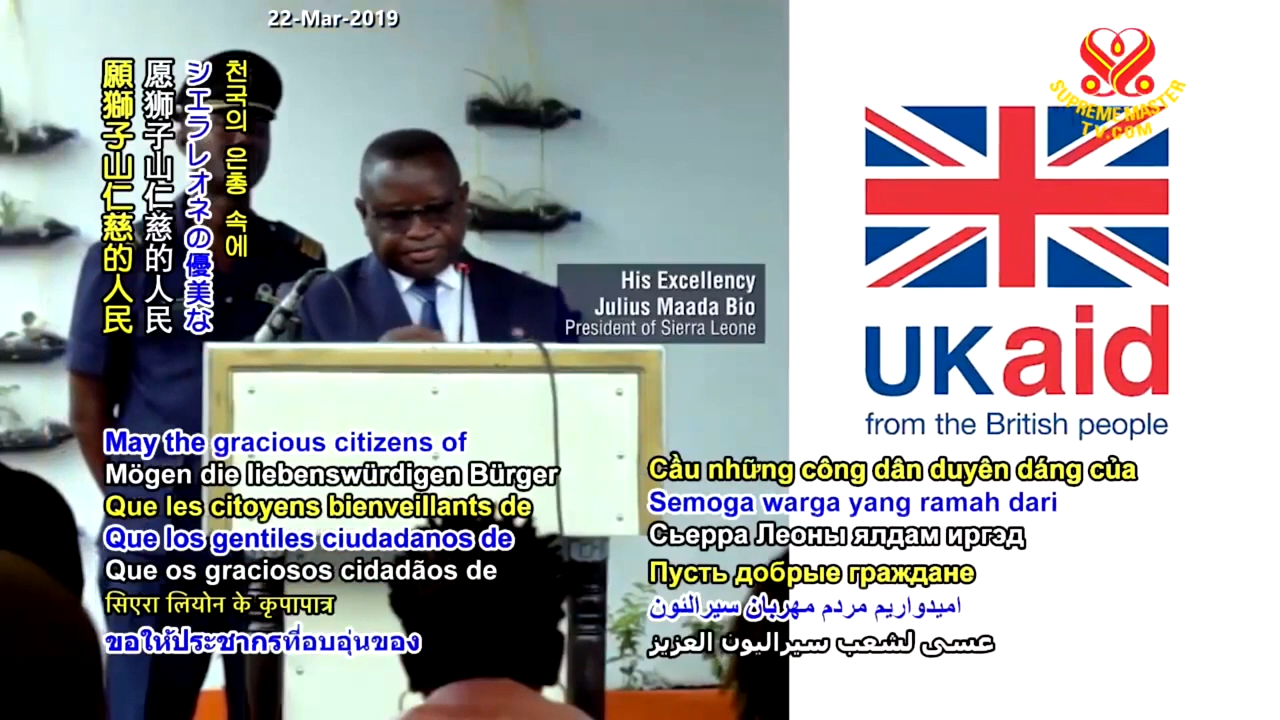 22-Mar-2019
願獅子山仁慈的人民
愿狮子山仁慈的人民
シエラレオネの優美な
천국의 은총 속에
SUPREME MASTER
TV.COM
His Excellency
Julius Maada Bio
President of Sierra Leone
UKaid
from the British people
May the gracious citizens of
Mögen die liebenswürdigen Bürger
Que les citoyens bienveillants de
Que los gentiles ciudadanos de
Que os graciosos cidadãos de
सिएरा लियोन के कृपापात्र
ขอให้ประชากรที่อบอุ่นของ
Cầu những công dân duyên dáng của
Semoga warga yang ramah dari
Сьерра Леоны ялдам иргэд
Пусть добрые граждане
امیدواریم مردم مهربان سیرالئون
عسى لشعب سيراليون العزيز